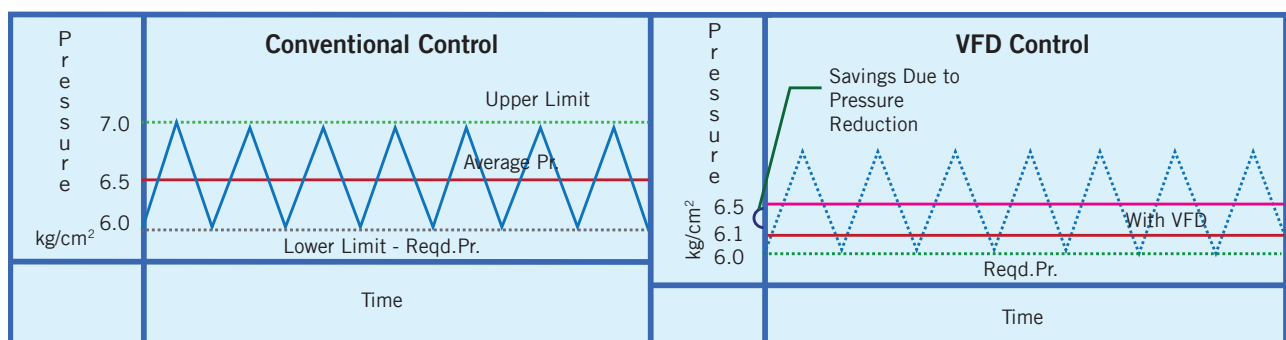 Pressure
Conventional Control
Upper Limit
7.0
Average Pr.
6.5
6.0
kg/cm²
Lower Limit - Reqd.Pr.
Time
Pressure
VFD Control
Savings Due to
Pressure
Reduction
6.5
With VFD
6.1
6.0
kg/cm²
Reqd.Pr.
Time